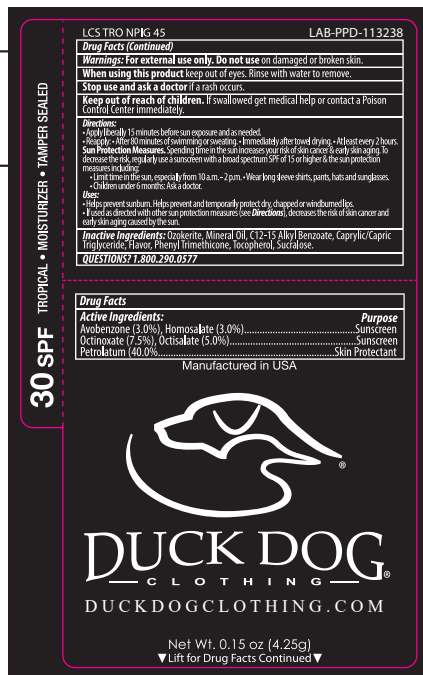 LCS TRO NPIG 45 LAB-PPD-113238
Drug Facts (Continued)
Warnings: For external use only. Do not use on damaged or broken skin.
When using this product keep out of eyes. Rinse with water to remove.
Stop use and ask a doctor if a rash occurs.
Keep out of reach of children. If swallowed get medical help or contact a Poison
Control Center immediately.
Directions:
• Apply liberally 15 minutes before sun exposure and as needed.
• Reapply: • After 80 minutes of swimming or sweating. • Immediately after towel drying. • At least every 2 hours.
Sun Protection Measures. Spending time in the sun increases your risk of skin cancer & early skin aging. To
decrease the risk, regularly use a sunscreen with a broad spectrum SPF of 15 or higher & the sun protection
measures including:
• Limit time in the sun, especially from 10 a.m. – 2 p.m. • Wear long sleeve shirts, pants, hats and sunglasses.
• Children under 6 months: Ask a doctor.
Uses:
• Helps prevent sunburn. Helps prevent and temporarily protect dry, chapped or windburned lips.
• If used as directed with other sun protection measures (see Directions), decreases the risk of skin cancer and
early skin aging caused by the sun.
Inactive Ingredients: Ozokerite, Mineral Oil, C12-15 Alkyl Benzoate, Caprylic/Capric
Triglyceride, Flavor, Phenyl Trimethicone, Tocopherol, Sucralose.
QUESTIONS? 1.800.290.0577
30 SPF TROPICAL • MOISTURIZER • TAMPER SEALED
Drug Facts
Active Ingredients: Purpose
Avobenzone (3.0%), Homosalate (3.0%)...Sunscreen
Octinoxate (7.5%), Octisalate (5.0%)...Sunscreen
Petrolatum (40.0%...Skin Protectant
Manufactured in USA
®
DUCK DOG®
CLOTHING
DUCKDOGCLOTHING.COM
Net Wt. 0.15 oz (4.25g)
▼Lift for Drug Facts Continued▼